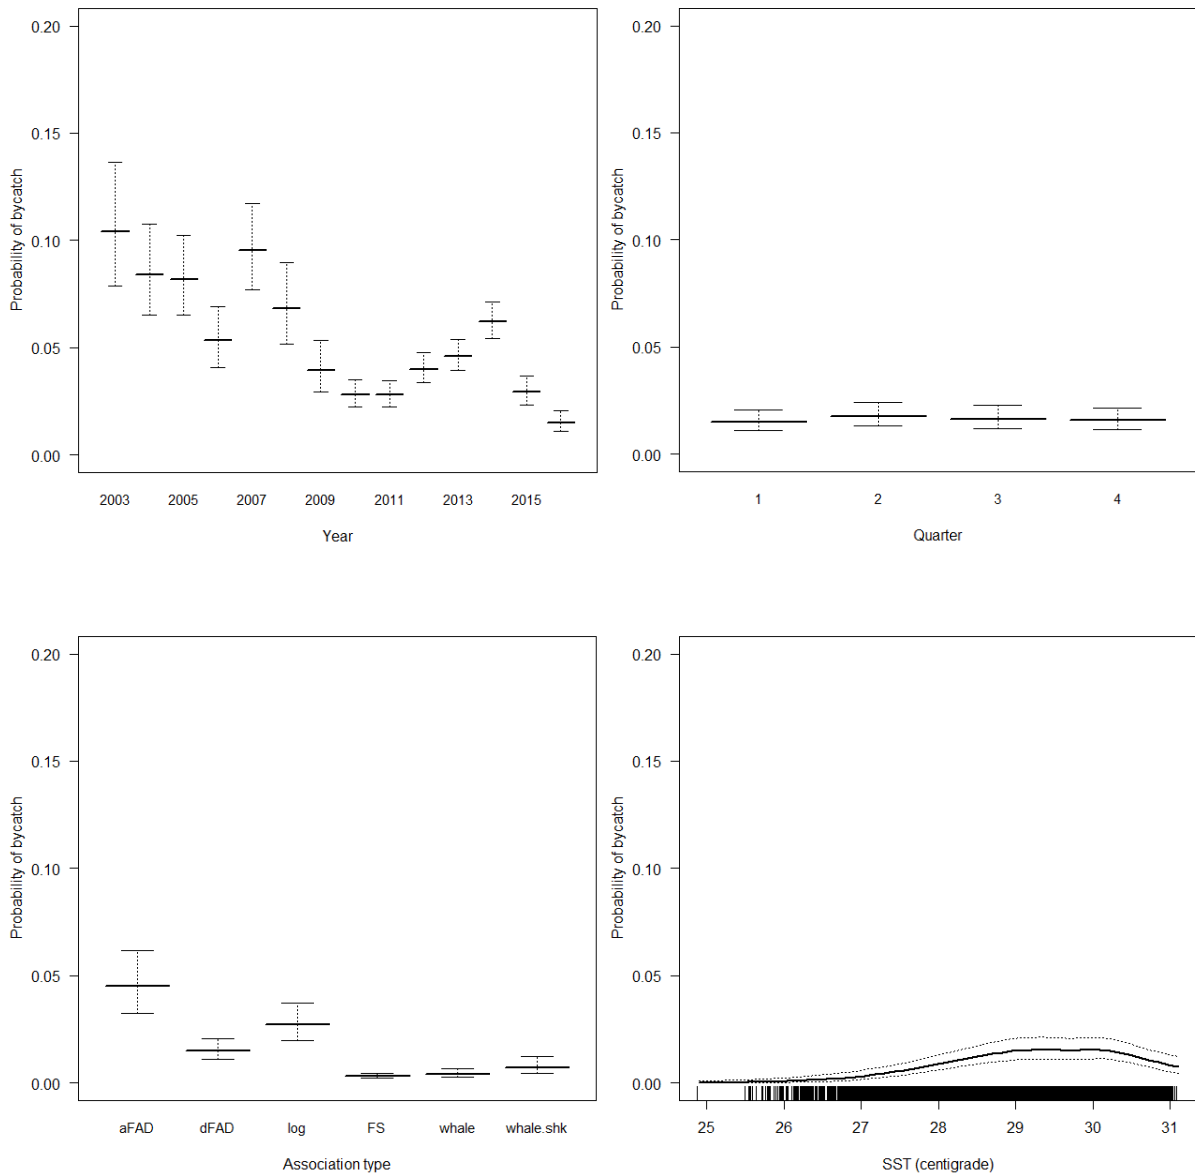 0.20
0.15
0.10
0.05
0.00
Probability of bycatch
2003 2005 2007 2009 2011 2013 2015
Year
0.20
0.15
0.10
0.05
0.00
Probability of bycatch
1 2 3 4
Quarter
0.20
0.15
0.10
0.05
0.00
Probability of bycatch
aFAD dFAD log FS whale whale.shk
Association type
0.20
0.15
0.10
0.05
0.00
Probability of bycatch
25 26 27 28 29 30 31
SST (centigrade)